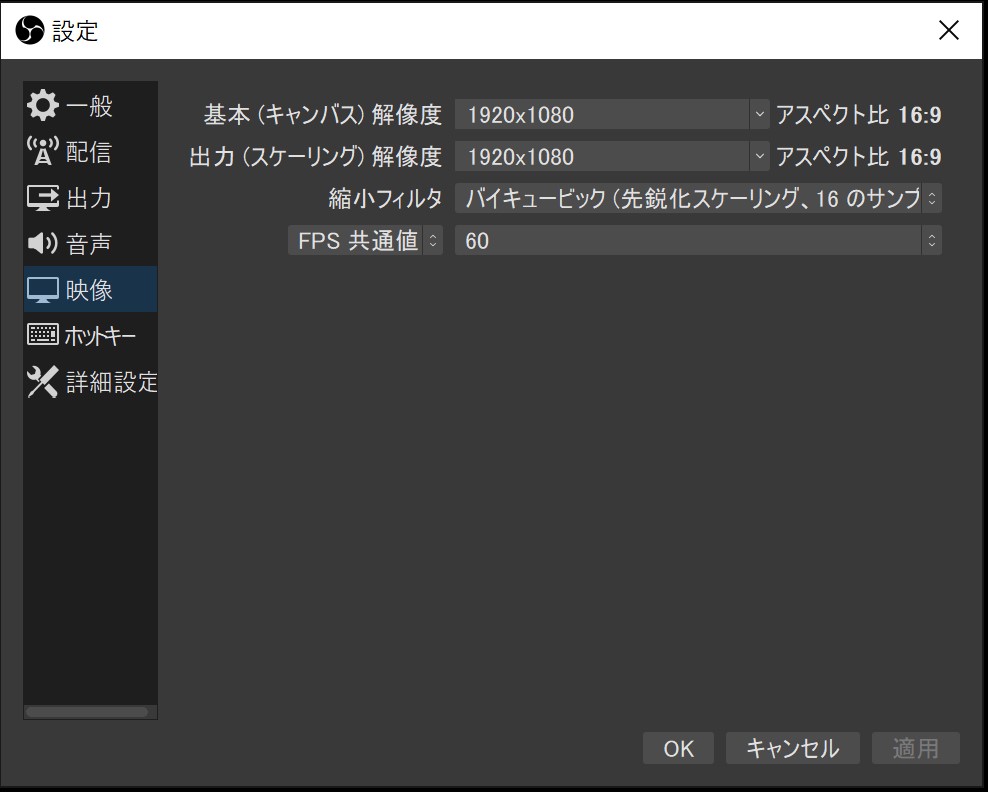 設定
一般
配信
出力
音声
映像
ホットキー
詳細設定
基本 (キャンバス) 解像度 1920x1080 アスペクト比 16:9
出力 (スケーリング) 解像度 1920x1080 アスペクト比 16:9
縮小フィルタ バイキュービック (先鋭化スケーリング、16 のサンプ
FPS 共通値 60
OK キャンセル 適用